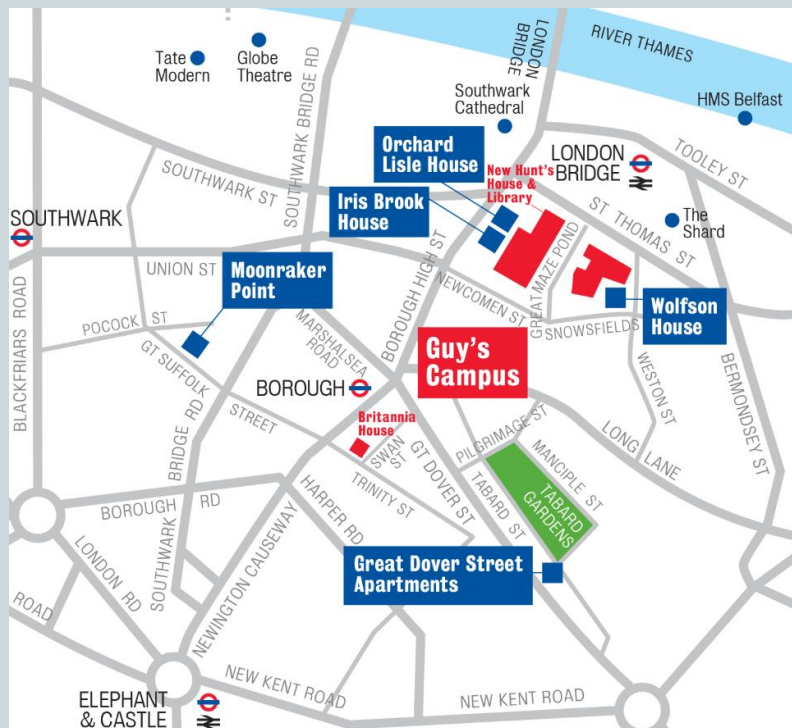 RIVER THAMES
LONDON
BRIDGE
Tate
Modern
Globe
Theatre
SOUTHWARK BRIDGE RD
Southwark
Cathedral
HMS Belfast
Orchard
Lisle House
LONDON
BRIDGE
TOOLEY ST
SOUTHWARK ST
New Hunt's
House &
Library
Iris Brook
House
ST THOMAS ST
The
Shard
SOUTHWARK
UNION ST
Moonraker
Point
BOROUGH HIGH ST
GREAT MAZE POND
NEWCOMEN ST
SNOWSFIELDS
Wolfson
House
BLACKFRIARS ROAD
POCOCK ST
MARSHALSEA
ROAD
Guy's
Campus
WESTON ST
BERMONDSEY ST
GT SUFFOLK
STREET
BOROUGH
Britannia
House
SWAN ST
PILGRIMAGE ST
MANCIPLE ST
LONG LANE
SOUTHWARK
BRIDGE RD
TRINITY ST
GT DOVER ST
TABARD ST
TABARD
GARDENS
BOROUGH RD
HARPER RD
LONDON RD
NEWINGTON CAUSEWAY
Great Dover Street
Apartments
ROAD
NEW KENT ROAD
NEW KENT ROAD
ELEPHANT
& CASTLE